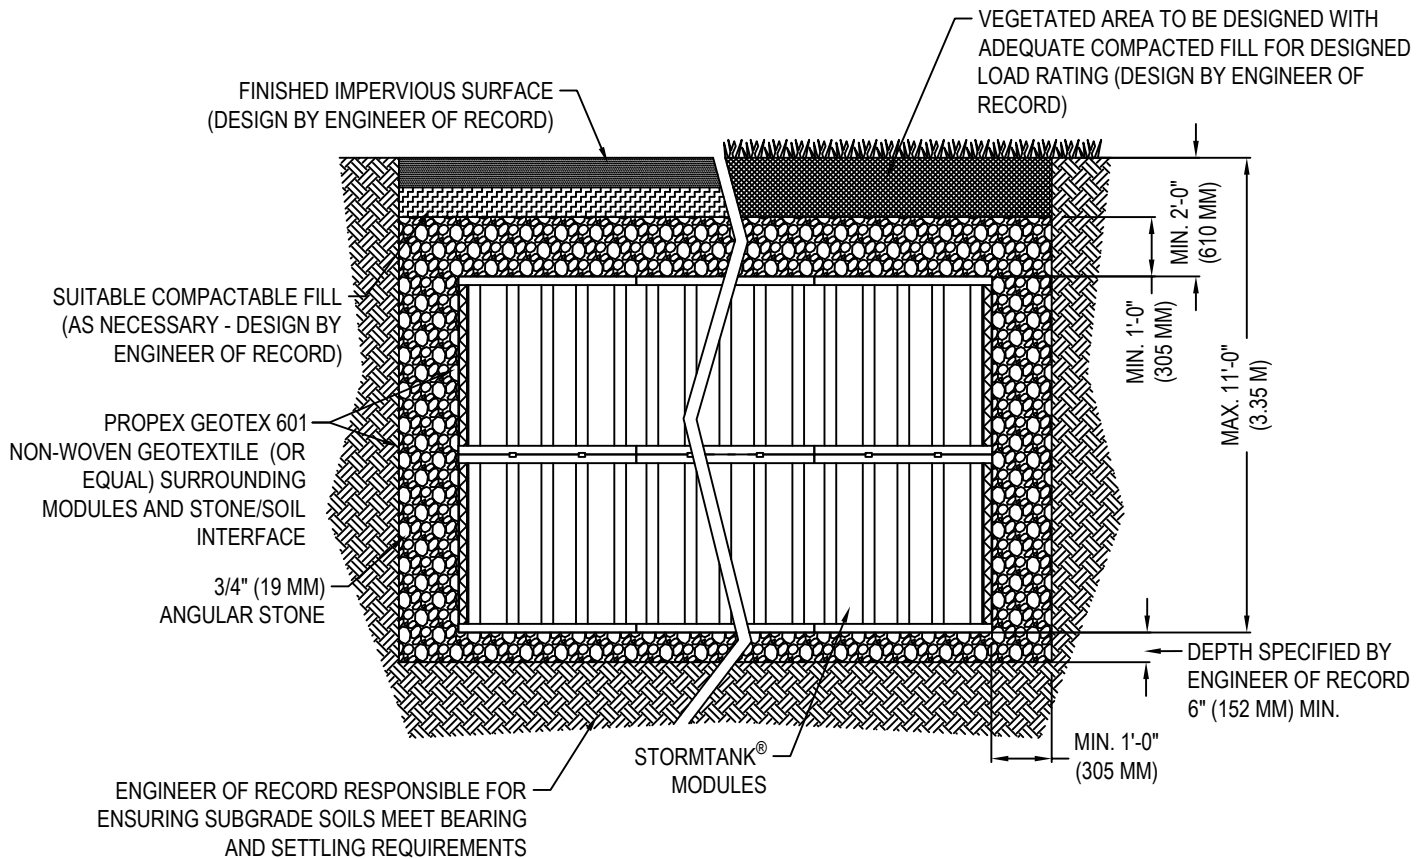 VEGETATED AREA TO BE DESIGNED WITH
ADEQUATE COMPACTED FILL FOR DESIGNED
LOAD RATING (DESIGN BY ENGINEER OF
RECORD)
FINISHED IMPERVIOUS SURFACE
(DESIGN BY ENGINEER OF RECORD)
MIN. 2'-0"
(610 MM)
MIN. 1'-0"
(305 MM)
MAX. 11'-0"
(3.35 M)
SUITABLE COMPACTABLE FILL
(AS NECESSARY - DESIGN BY
ENGINEER OF RECORD)
PROPEX GEOTEX 601
NON-WOVEN GEOTEXTILE (OR
EQUAL) SURROUNDING
MODULES AND STONE/SOIL
INTERFACE
3/4" (19 MM)
ANGULAR STONE
DEPTH SPECIFIED BY
ENGINEER OF RECORD
6" (152 MM) MIN.
MIN. 1'-0"
(305 MM)
STORMTANK®
MODULES
ENGINEER OF RECORD RESPONSIBLE FOR
ENSURING SUBGRADE SOILS MEET BEARING
AND SETTLING REQUIREMENTS